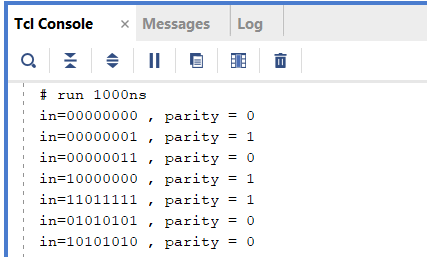 Tcl Console × Messages Log
# run 1000ns
in=00000000 , parity = 0
in=00000001 , parity = 1
in=00000011 , parity = 0
in=10000000 , parity = 1
in=11011111 , parity = 1
in=01010101 , parity = 0
in=10101010 , parity = 0